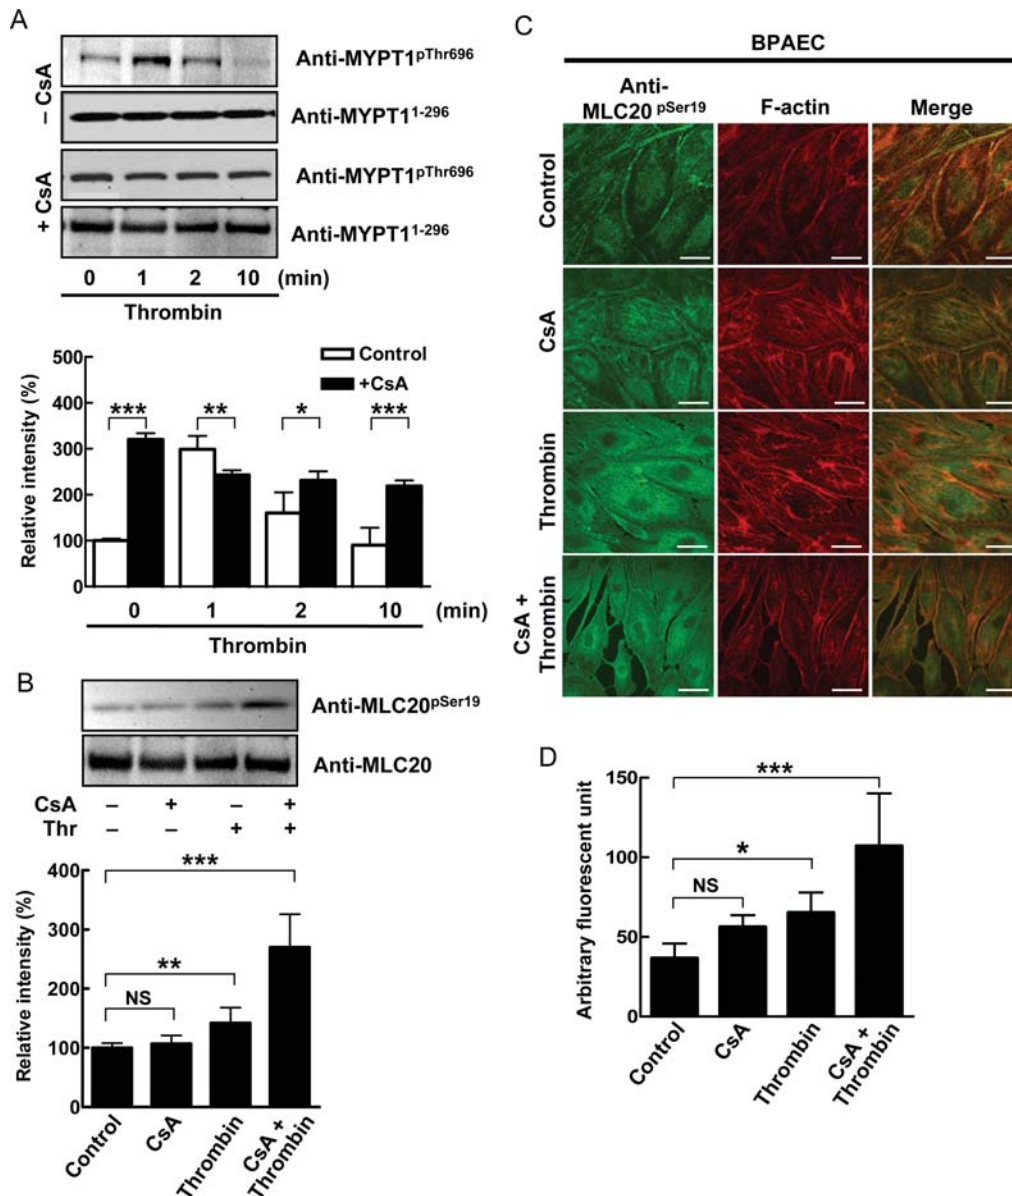 A
– CsA
Anti-MYPT1pThr696
Anti-MYPT11-296
+ CsA
Anti-MYPT1pThr696
Anti-MYPT11-296
0 1 2 10 (min)
Thrombin
Relative intensity (%)
500
400
300
200
100
0
Control
+CsA
*** ** * ***
0 1 2 10 (min)
Thrombin
B
Anti-MLC20pSer19
Anti-MLC20
CsA – + – +
Thr – – + +
Relative intensity (%)
400
300
200
100
0
***
**
NS
Control
CsA
Thrombin
CsA +
Thrombin
C
BPAEC
Anti-
MLC20 pSer19
F-actin
Merge
Control
CsA
Thrombin
CsA +
Thrombin
D
Arbitrary fluorescent unit
150
100
50
0
***
*
NS
Control
CsA
Thrombin
CsA +
Thrombin